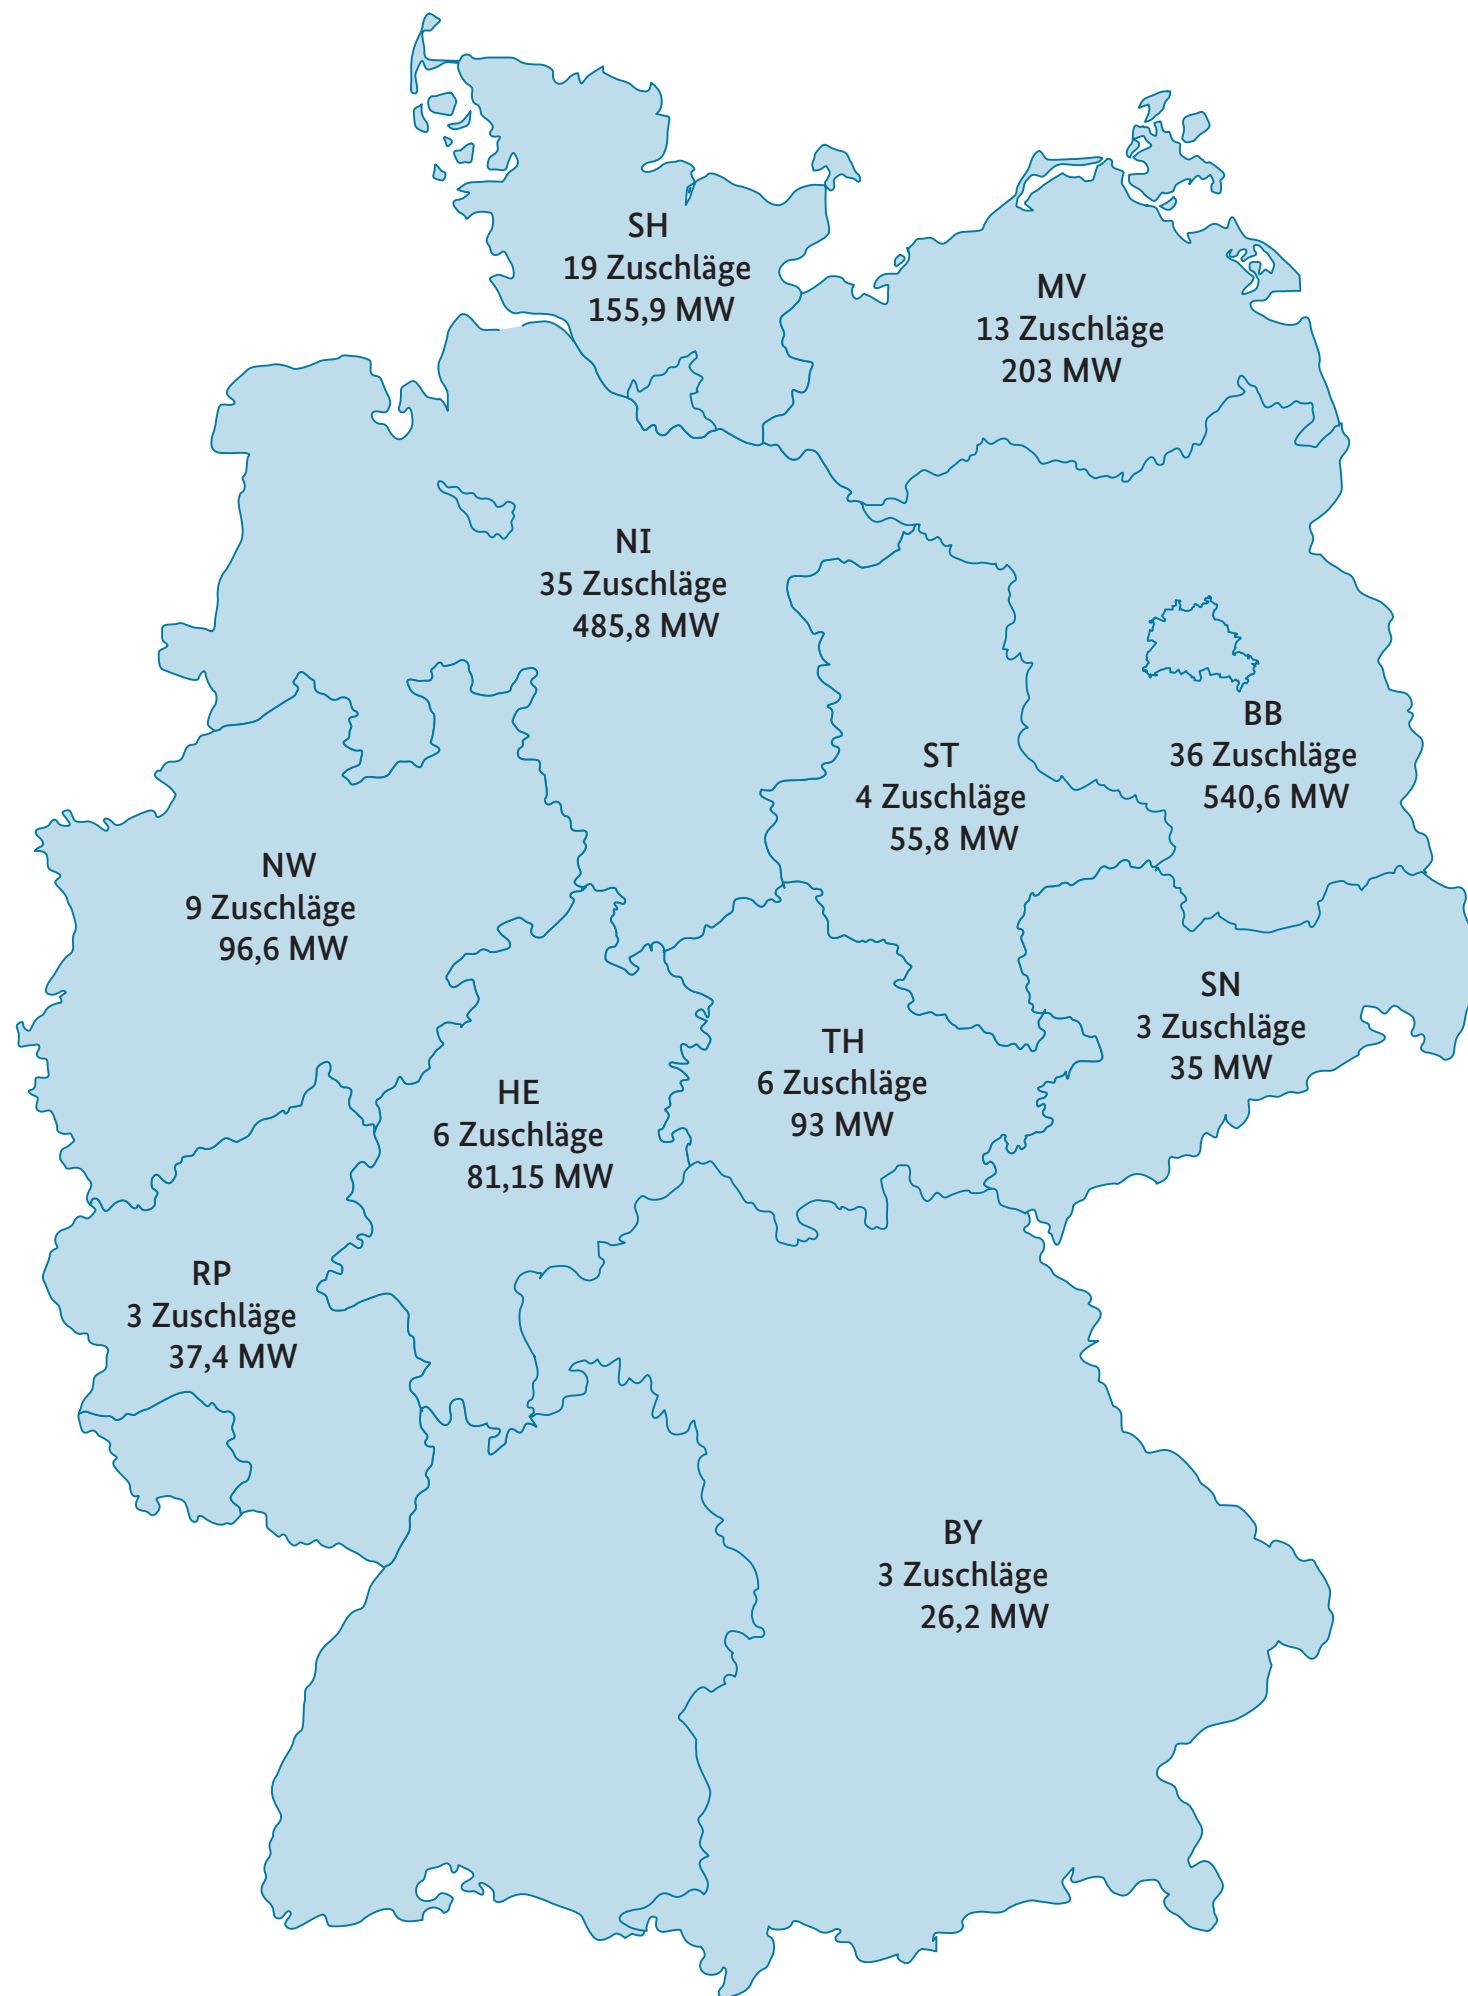 SH
19 Zuschläge
155,9 MW
MV
13 Zuschläge
203 MW
NI
35 Zuschläge
485,8 MW
BB
36 Zuschläge
540,6 MW
ST
4 Zuschläge
55,8 MW
NW
9 Zuschläge
96,6 MW
SN
3 Zuschläge
35 MW
TH
6 Zuschläge
93 MW
HE
6 Zuschläge
81,15 MW
RP
3 Zuschläge
37,4 MW
BY
3 Zuschläge
26,2 MW